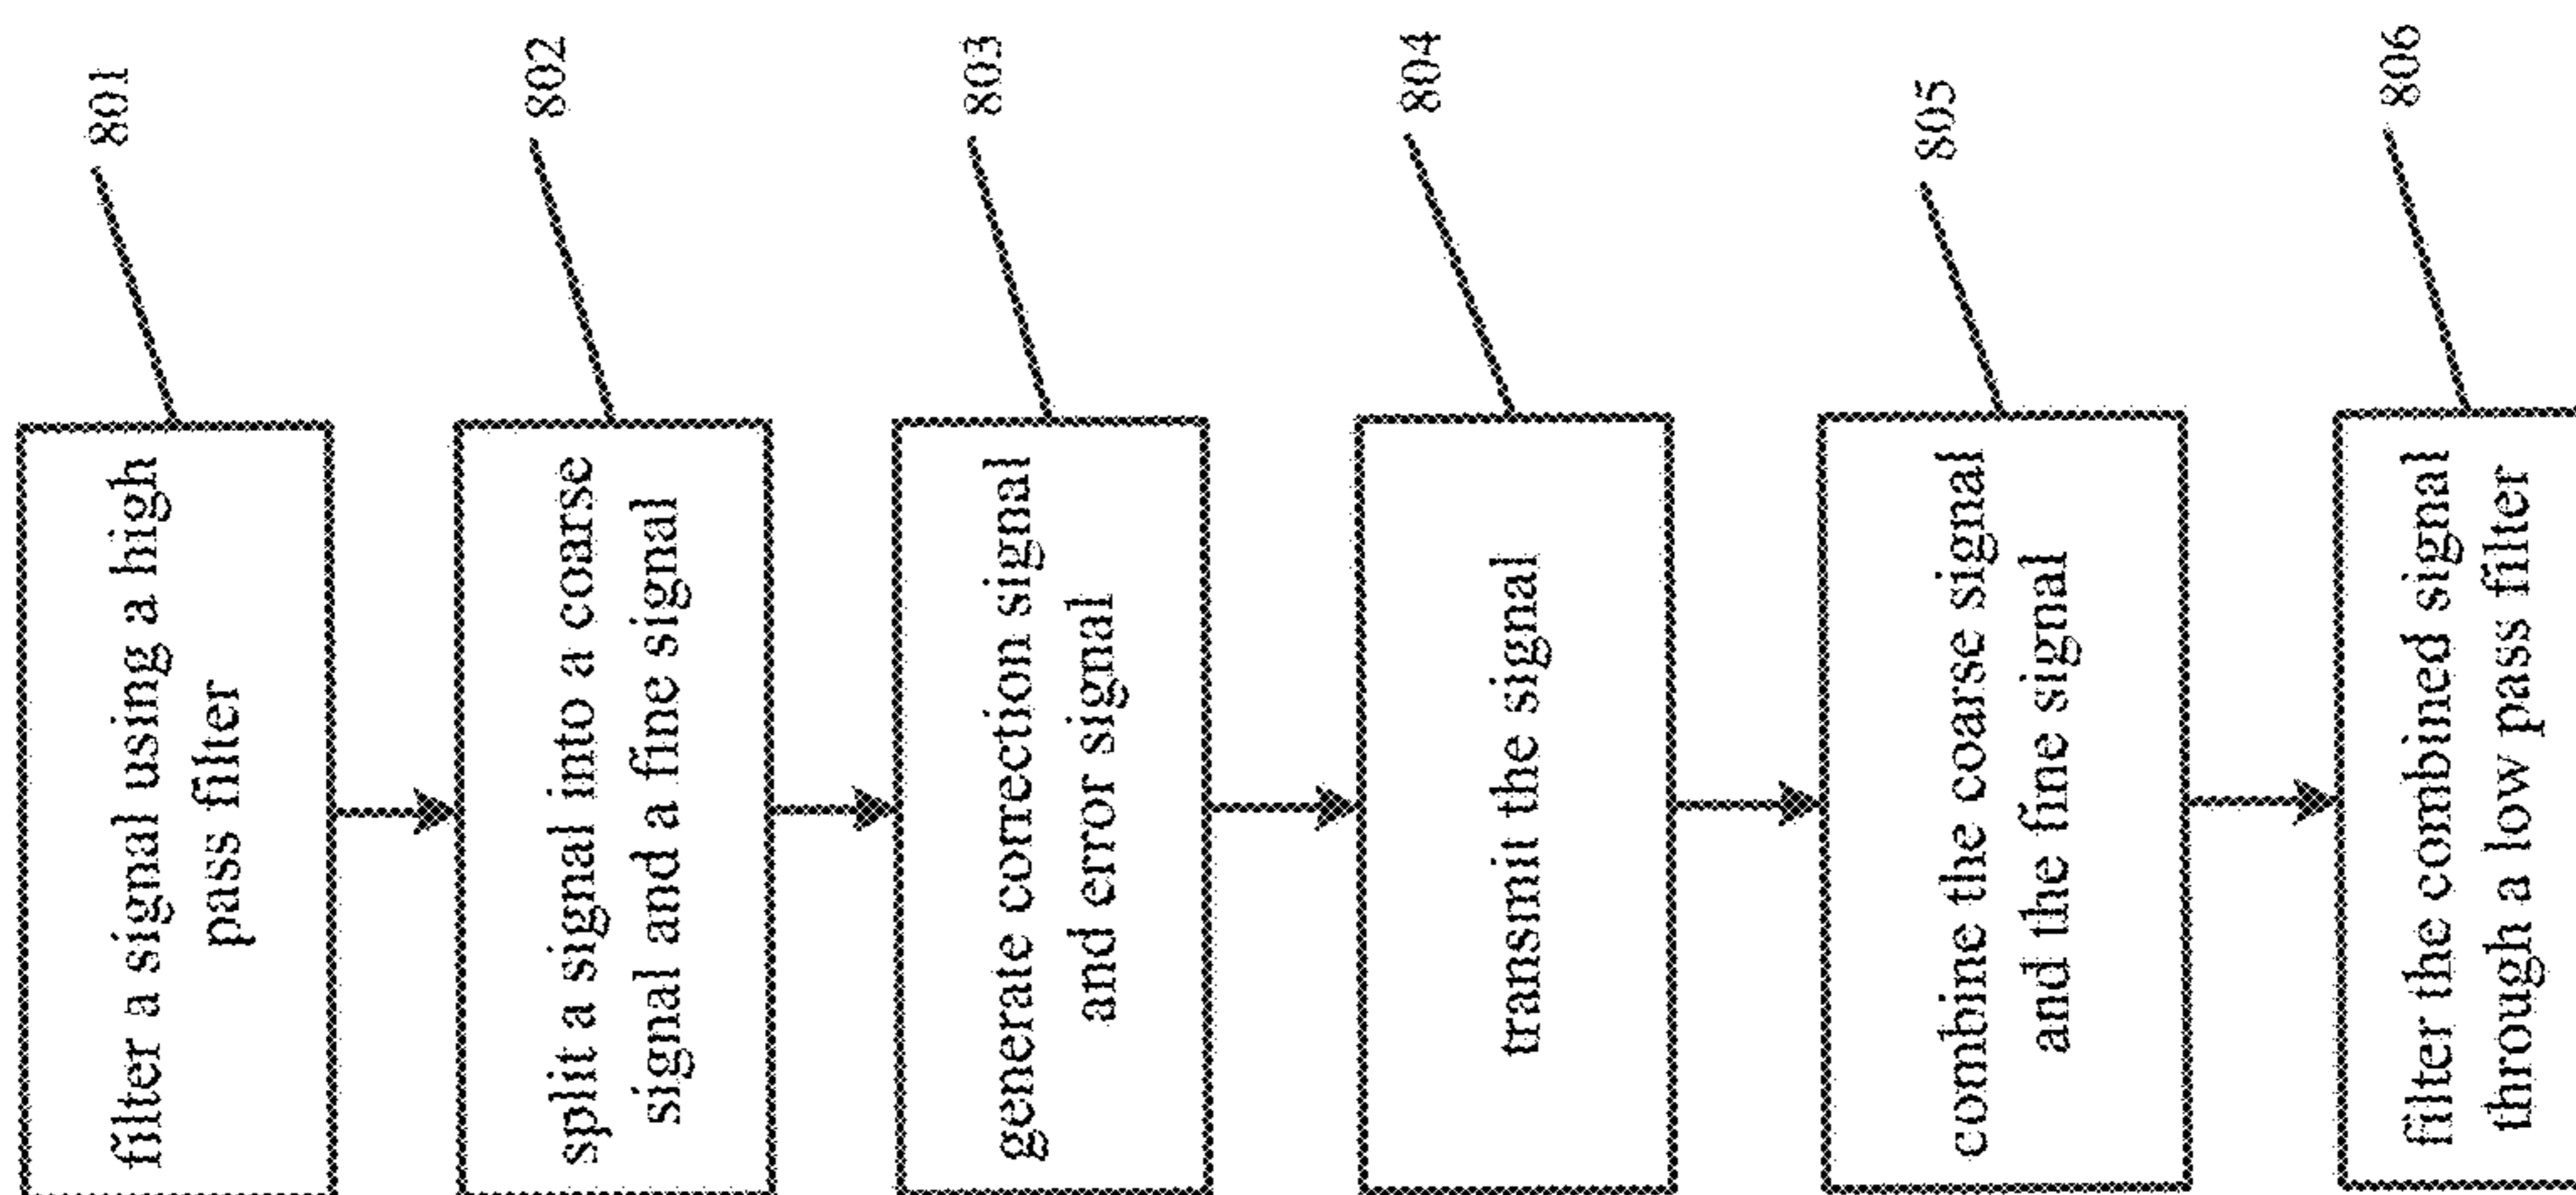 filter a signal using a high
pass filter
801
split a signal into a coarse
signal and a fine signal
802
generate correction signal
and error signal
803
transmit the signal
804
combine the coarse signal
and the fine signal
805
filter the combined signal
through a low pass filter
806